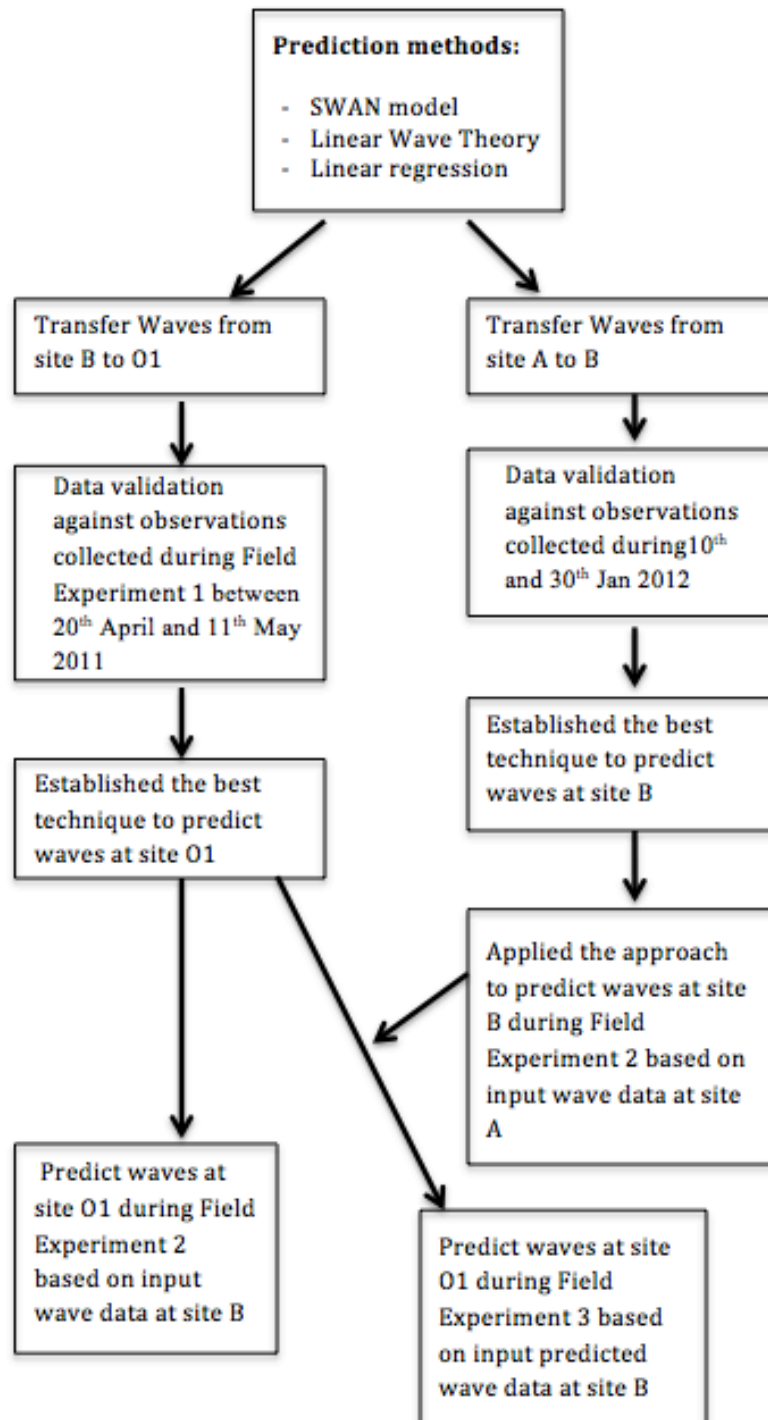 Prediction methods:
- SWAN model
- Linear Wave Theory
- Linear regression
Transfer Waves from
site B to O1
Data validation
against observations
collected during Field
Experiment 1 between
20th April and 11th May
2011
Established the best
technique to predict
waves at site O1
Predict waves at
site O1 during Field
Experiment 2
based on input
wave data at site B
Transfer Waves from
site A to B
Data validation
against observations
collected during10th
and 30th Jan 2012
Established the best
technique to predict
waves at site B
Applied the approach
to predict waves at site
B during Field
Experiment 2 based on
input wave data at site
A
Predict waves at site
O1 during Field
Experiment 3 based
on input predicted
wave data at site B